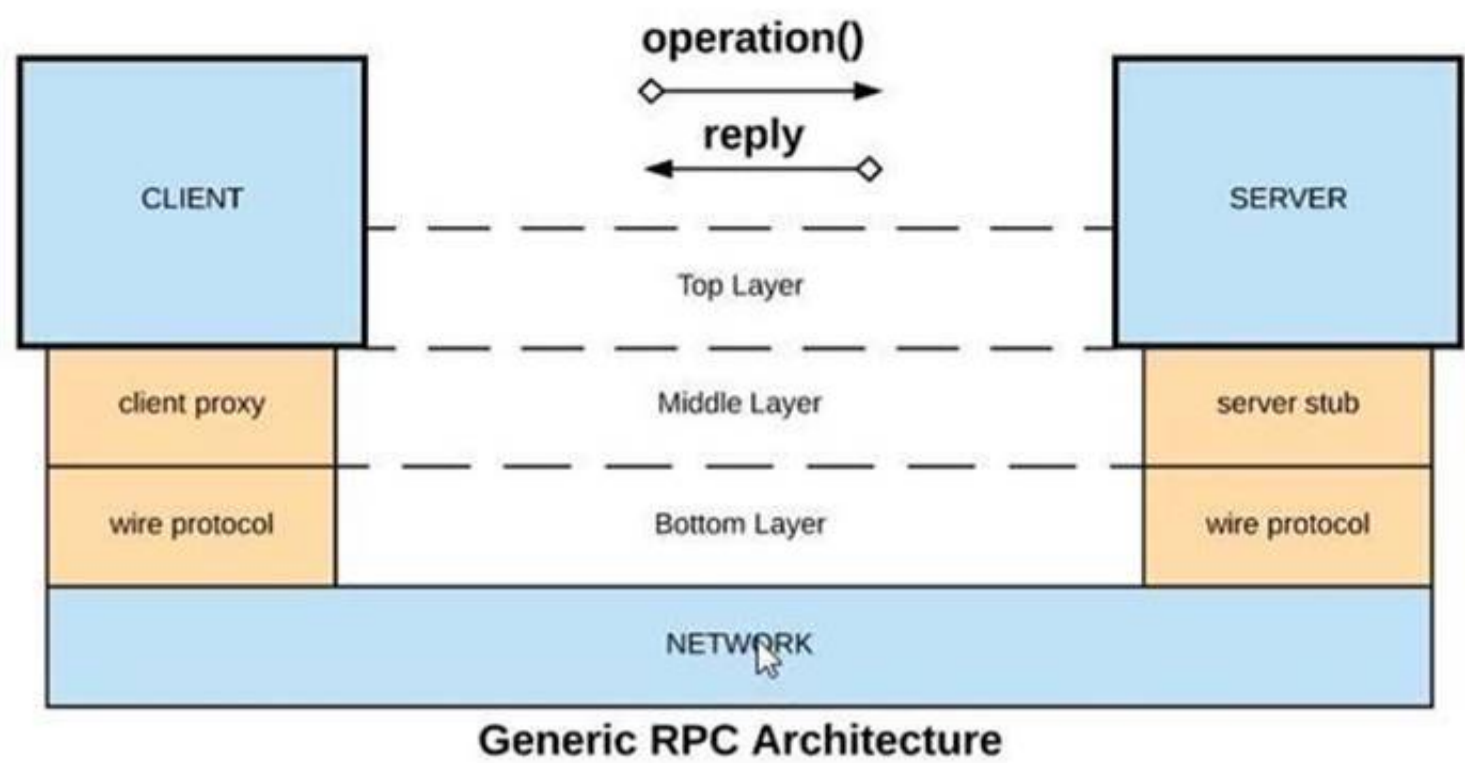 operation()
reply
CLIENT
SERVER
Top Layer
client proxy
Middle Layer
server stub
wire protocol
Bottom Layer
wire protocol
NETWORK
Generic RPC Architecture